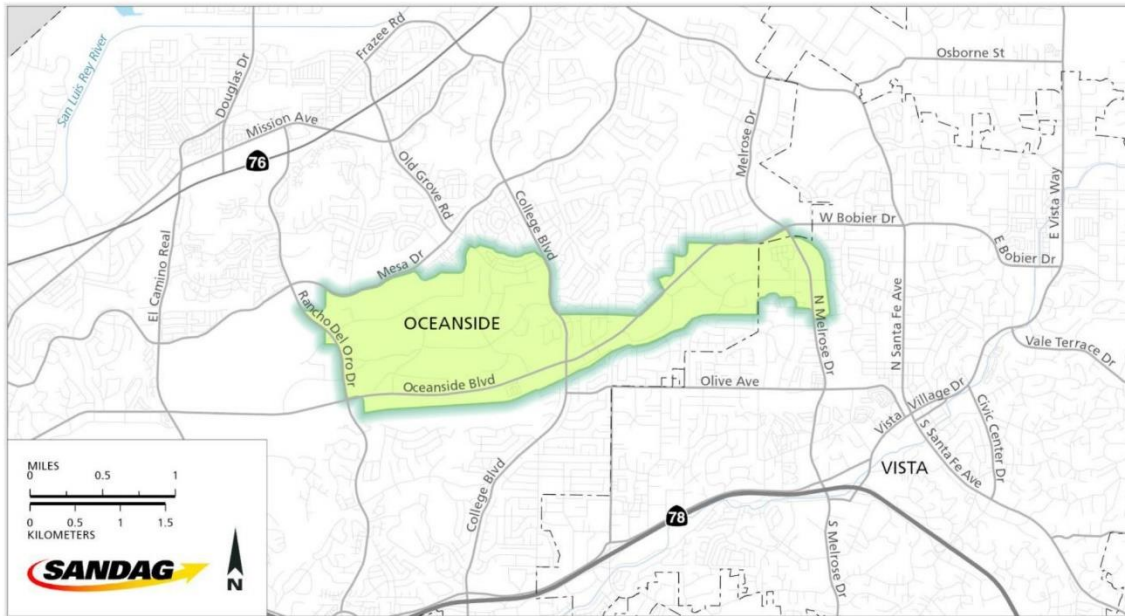 Osborne St
Frazee Rd
San Luis Rey River
Douglas Dr
Mission Ave
76
Old Grove Rd
Melrose Dr
College Blvd
W Bobier Dr
E Vista Way
E Bobier Dr
Mesa Dr
El Camino Real
Rancho Del Oro Dr
OCEANSIDE
N Melrose Dr
N Santa Fe Ave
Vale Terrace Dr
Oceanside Blvd
Olive Ave
Vista Village Dr
Civic Center Dr
S Santa Fe Ave
VISTA
College Blvd
78
S Melrose Dr
MILES
0 0.5 1
0 0.5 1 1.5
KILOMETERS
SANDAG
N